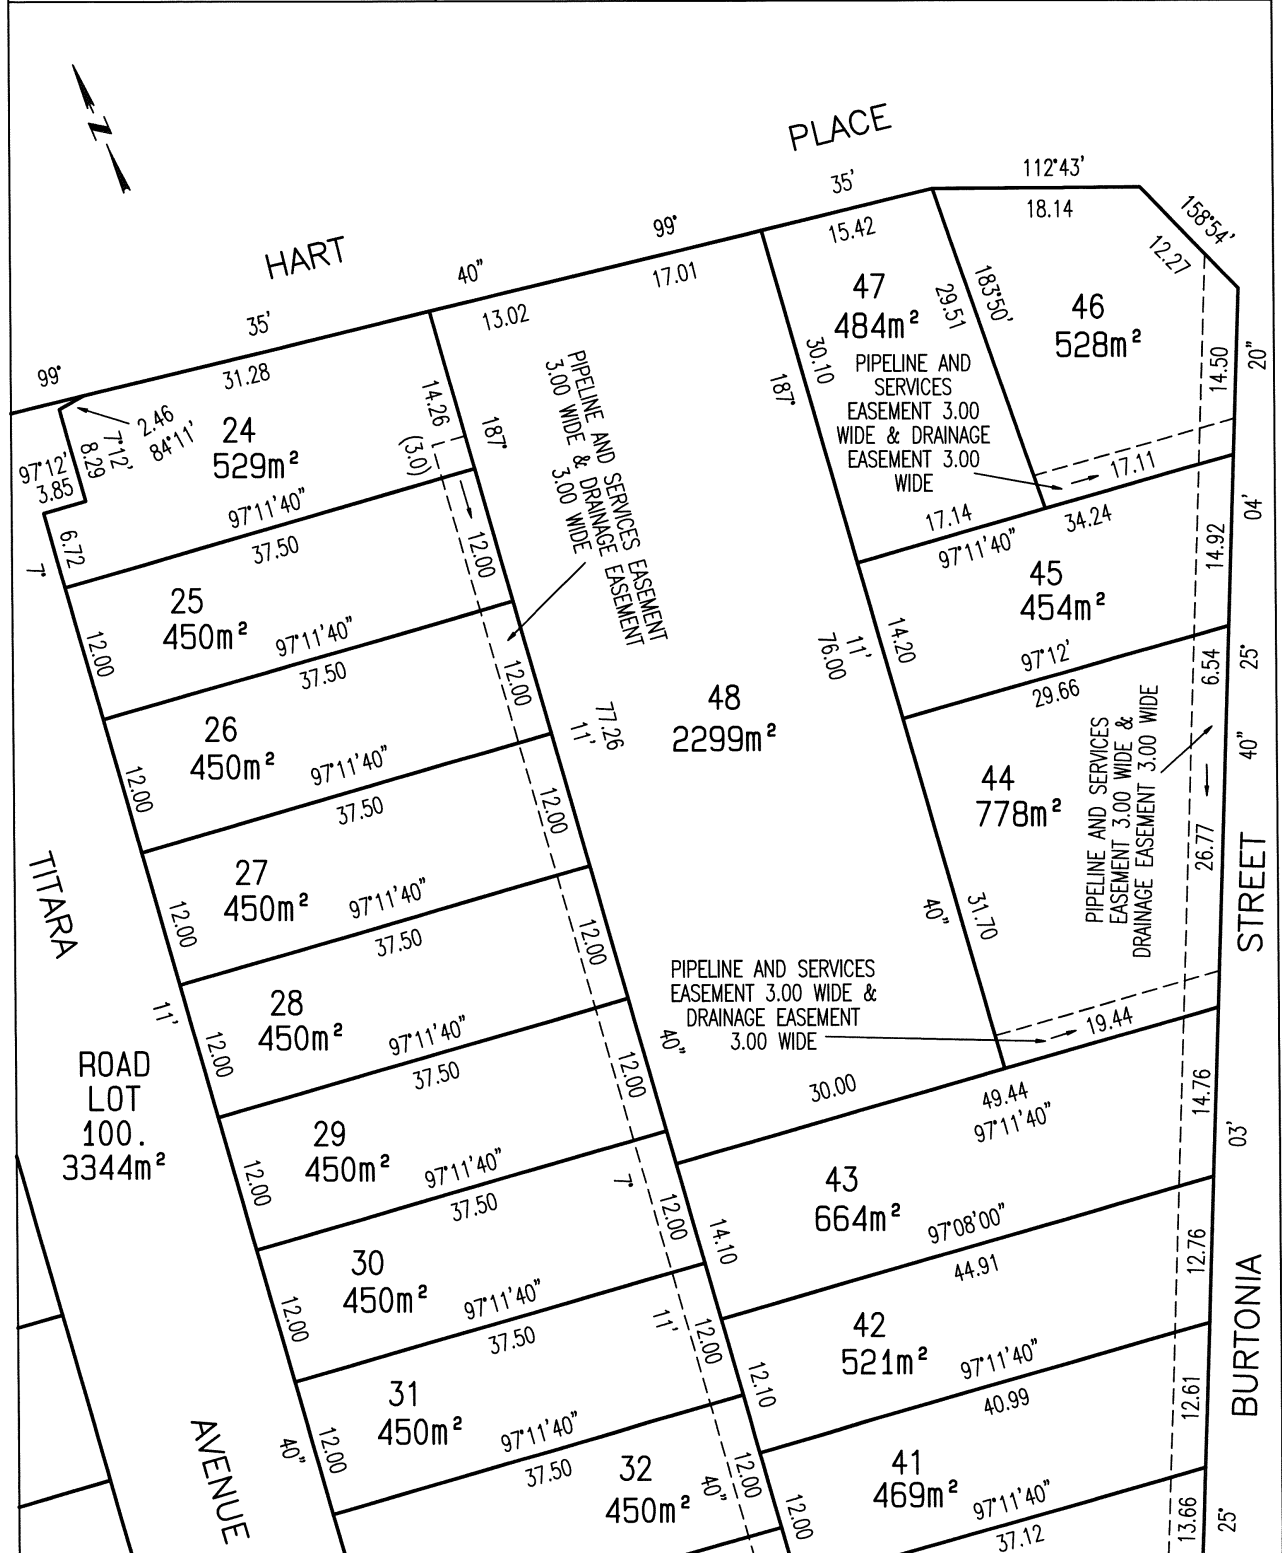 N
HART
PLACE
99°
35'
40"
99°
35'
112°43'
158°54'
31.28
13.02
17.01
15.42
18.14
12.27
2.46
84°11'
7°12'
8.29
97°12'
3.85
6.72
7°
24
529m²
14.26
(3.0)
187°
97°11'40"
37.50
12.00
PIPELINE AND SERVICES EASEMENT
3.00 WIDE & DRAINAGE EASEMENT
3.00 WIDE
187°
30.10
47
484m²
29.51
183°50'
PIPELINE AND
SERVICES
EASEMENT 3.00
WIDE & DRAINAGE
EASEMENT 3.00
WIDE
46
528m²
14.50
20"
17.11
17.14
97°11'40"
34.24
04'
14.92
45
454m²
14.20
97°12'
29.66
6.54
25°
25
450m²
12.00
97°11'40"
37.50
12.00
26
450m²
12.00
97°11'40"
37.50
12.00
77.26
11'
48
2299m²
11'
76.00
44
778m²
31.70
40"
PIPELINE AND SERVICES
EASEMENT 3.00 WIDE &
DRAINAGE EASEMENT 3.00 WIDE
26.77
40"
19.44
27
450m²
12.00
97°11'40"
37.50
12.00
28
450m²
12.00
97°11'40"
37.50
12.00
PIPELINE AND SERVICES
EASEMENT 3.00 WIDE &
DRAINAGE EASEMENT
3.00 WIDE
40"
30.00
49.44
97°11'40"
14.76
03'
TITARA
AVENUE
11'
ROAD
LOT
100.
3344m²
29
450m²
12.00
97°11'40"
37.50
7°
12.00
14.10
43
664m²
97°08'00"
44.91
12.76
30
450m²
12.00
97°11'40"
37.50
11'
12.00
42
521m²
12.10
97°11'40"
40.99
12.61
31
450m²
40"
12.00
97°11'40"
37.50
32
450m²
40"
12.00
12.00
41
469m²
97°11'40"
37.12
13.66
25°
BURTONIA
STREET